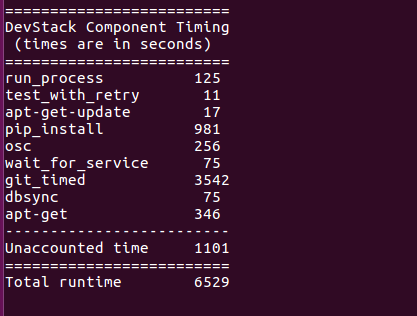 ==========================
DevStack Component Timing
 (times are in seconds)
==========================
run_process          125
test_with_retry       11
apt-get-update        17
pip_install          981
osc                  256
wait_for_service      75
git_timed           3542
dbsync                75
apt-get              346
--------------------------
Unaccounted time    1101
==========================
Total runtime       6529